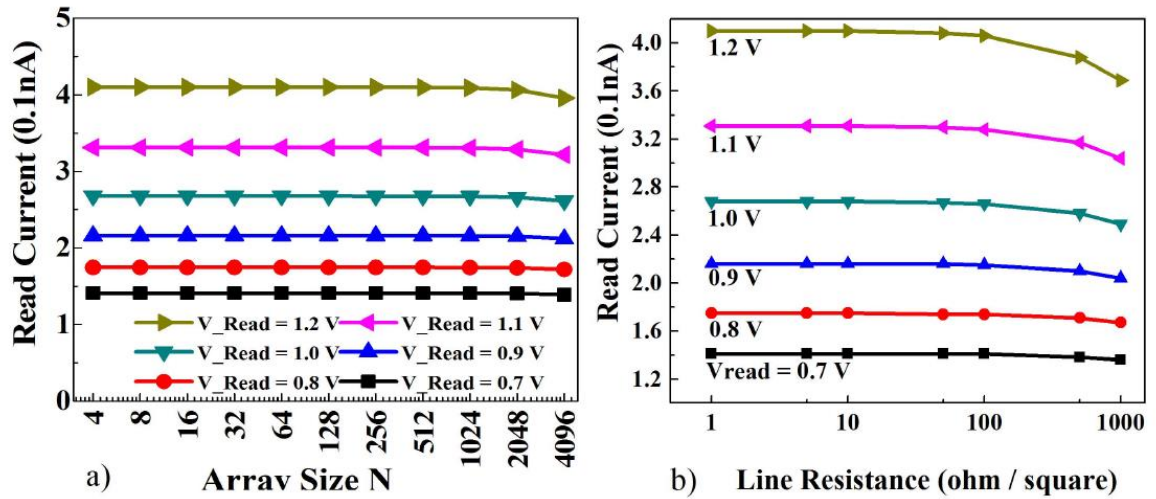 5
4
3
2
1
0
Read Current (0.1nA)
V_Read = 1.2 V
V_Read = 1.1 V
V_Read = 1.0 V
V_Read = 0.9 V
V_Read = 0.8 V
V_Read = 0.7 V
4
8
16
32
64
128
256
512
1024
2048
4096
a)
Array Size N
4.0
3.6
3.2
2.8
2.4
2.0
1.6
1.2
Read Current (0.1nA)
1.2 V
1.1 V
1.0 V
0.9 V
0.8 V
Vread = 0.7 V
1
10
100
1000
b)
Line Resistance (ohm / square)